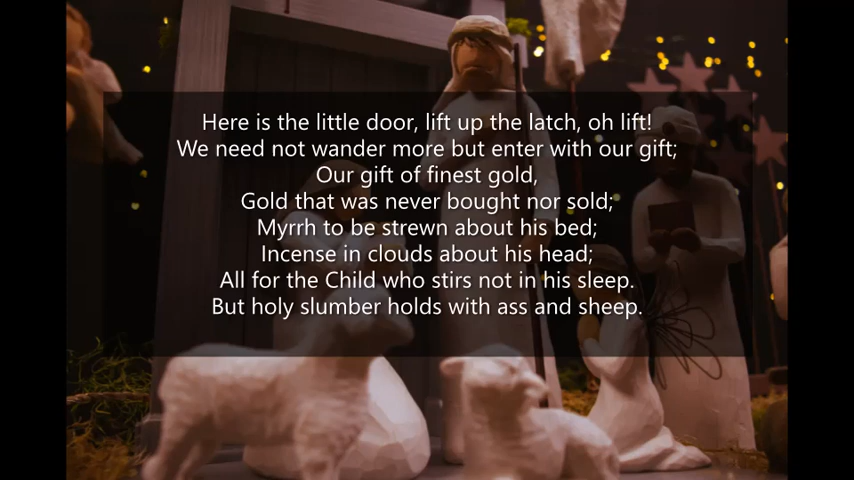 Here is the little door, lift up the latch, oh lift!
We need not wander more but enter with our gift;
Our gift of finest gold,
Gold that was never bought nor sold;
Myrrh to be strewn about his bed;
Incense in clouds about his head;
All for the Child who stirs not in his sleep.
But holy slumber holds with ass and sheep.